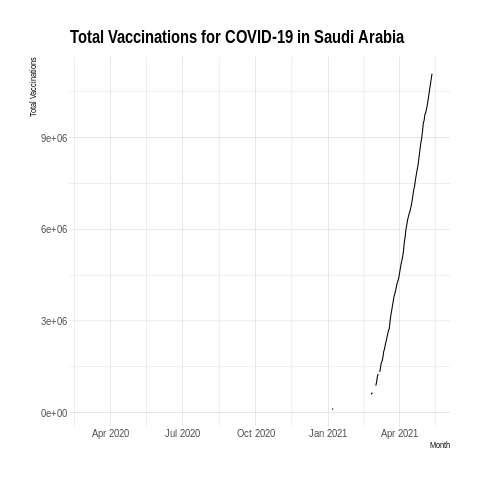 Total Vaccinations for COVID-19 in Saudi Arabia
Total Vaccinations
9e+06
6e+06
3e+06
0e+00
Apr 2020 Jul 2020 Oct 2020 Jan 2021 Apr 2021
Month